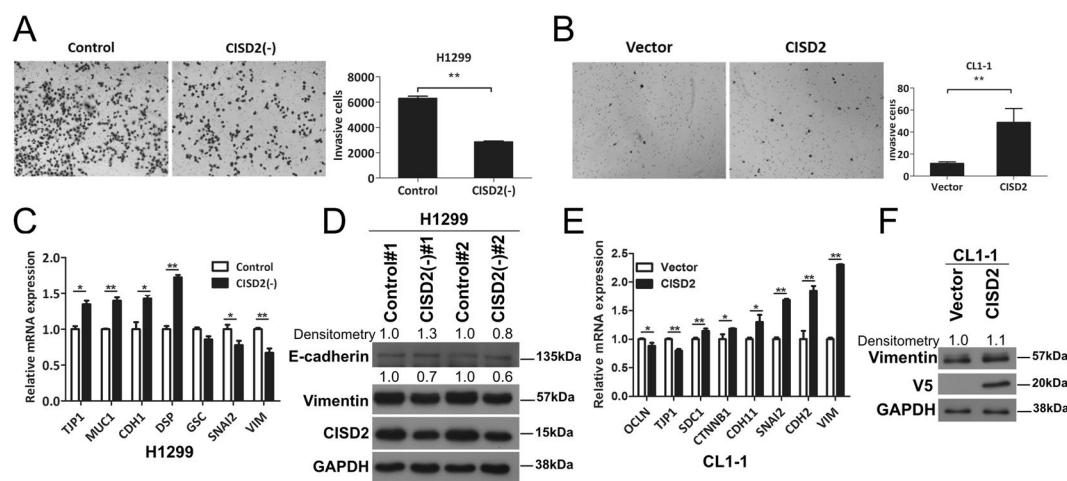 A
Control
CISD2(-)
H1299
**
Invasive cells
8000
6000
4000
2000
0
Control
CISD2(-)
B
Vector
CISD2
CL1-1
**
Invasive cells
80
60
40
20
0
Vector
CISD2
C
Relative mRNA expression
2.0
1.5
1.0
0.5
0.0
Control
CISD2(-)
* ** * ** * **
TJP1 MUC1 CDH1 DSP GSC SNAI2 VIM
H1299
D
H1299
Control#1 CISD2(-)#1 Control#2 CISD2(-)#2
Densitometry 1.0 1.3 1.0 0.8
E-cadherin 135kDa
1.0 0.7 1.0 0.6
Vimentin 57kDa
CISD2 15kDa
GAPDH 38kDa
E
Relative mRNA expression
2.5
2.0
1.5
1.0
0.5
0.0
Vector
CISD2
* ** ** * * ** ** **
OCLN TJP1 SDC1 CTNNB1 CDH11 SNAI2 CDH2 VIM
CL1-1
F
CL1-1
Vector CISD2
Densitometry 1.0 1.1
Vimentin 57kDa
V5 20kDa
GAPDH 38kDa